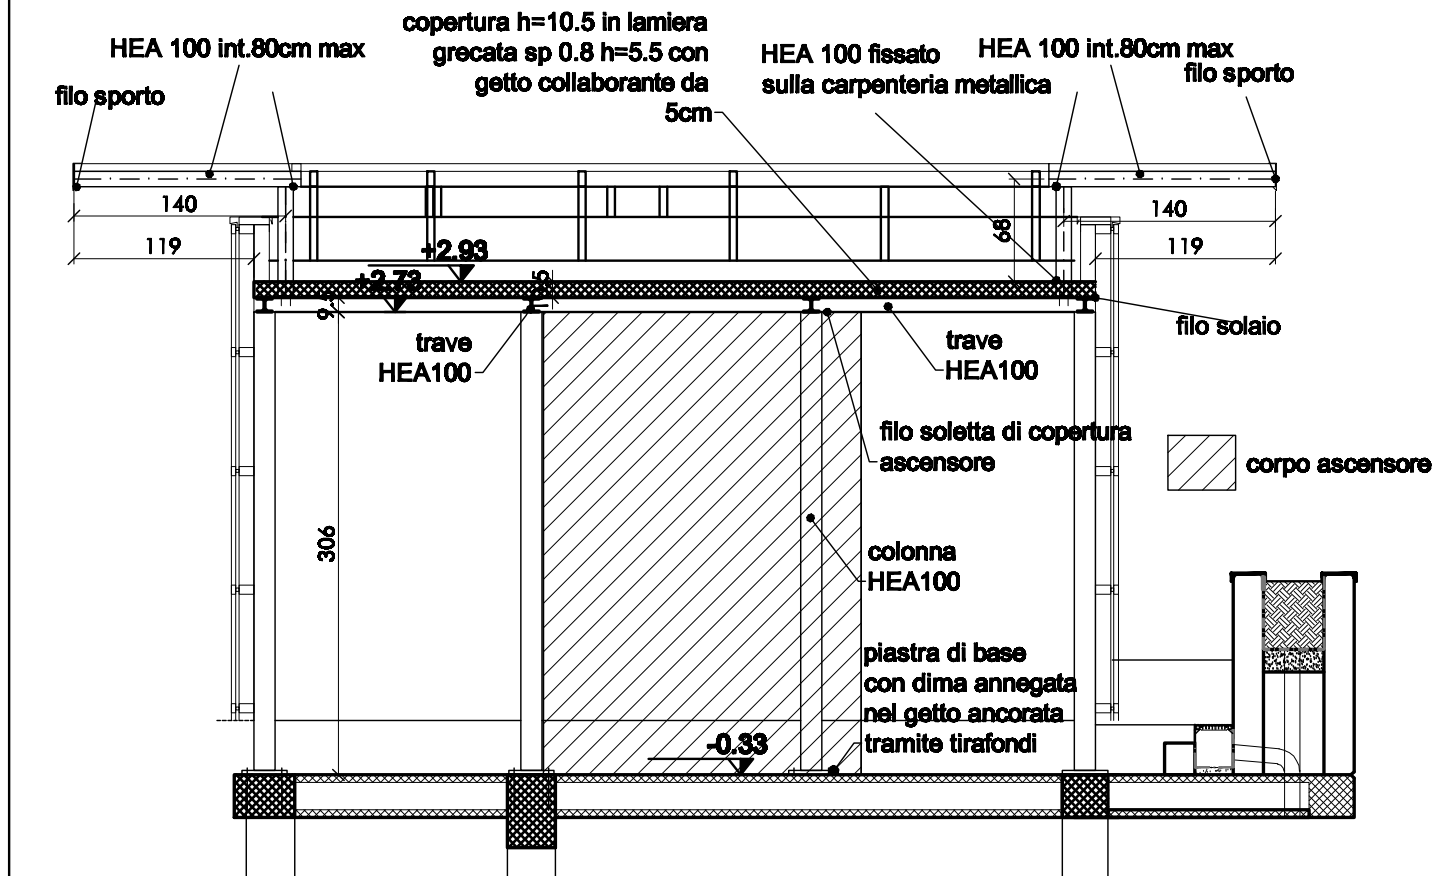 copertura h=10.5 in lamiera
grecata sp 0.8 h=5.5 con
getto collaborante da
5cm
HEA 100 int.80cm max
filo sporto
HEA 100 fissato
sulla carpenteria metallica
HEA 100 int.80cm max
filo sporto
140
119
68
140
119
+2.93
+2.73
trave
HEA100
trave
HEA100
filo solaio
filo soletta di copertura
ascensore
corpo ascensore
306
colonna
HEA100
piastra di base
con dima annegata
nel getto ancorata
tramite tirafondi
-0.33